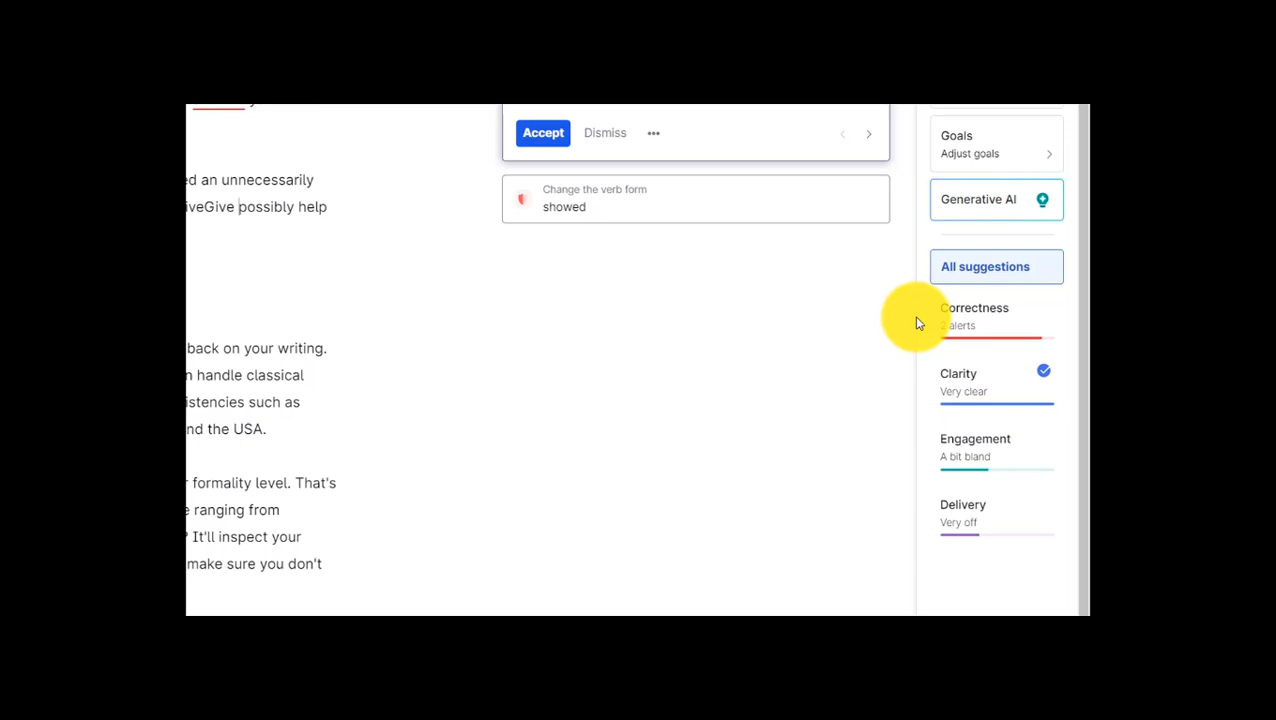 ed an unnecessarily
iveGive possibly help
back on your writing.
n handle classical
istencies such as
nd the USA.
r formality level. That's
e ranging from
? It'll inspect your
make sure you don't
Accept Dismiss •••
Change the verb form
showed
Goals
Adjust goals
Generative AI
All suggestions
Correctness
2 alerts
Clarity
Very clear
Engagement
A bit bland
Delivery
Very off